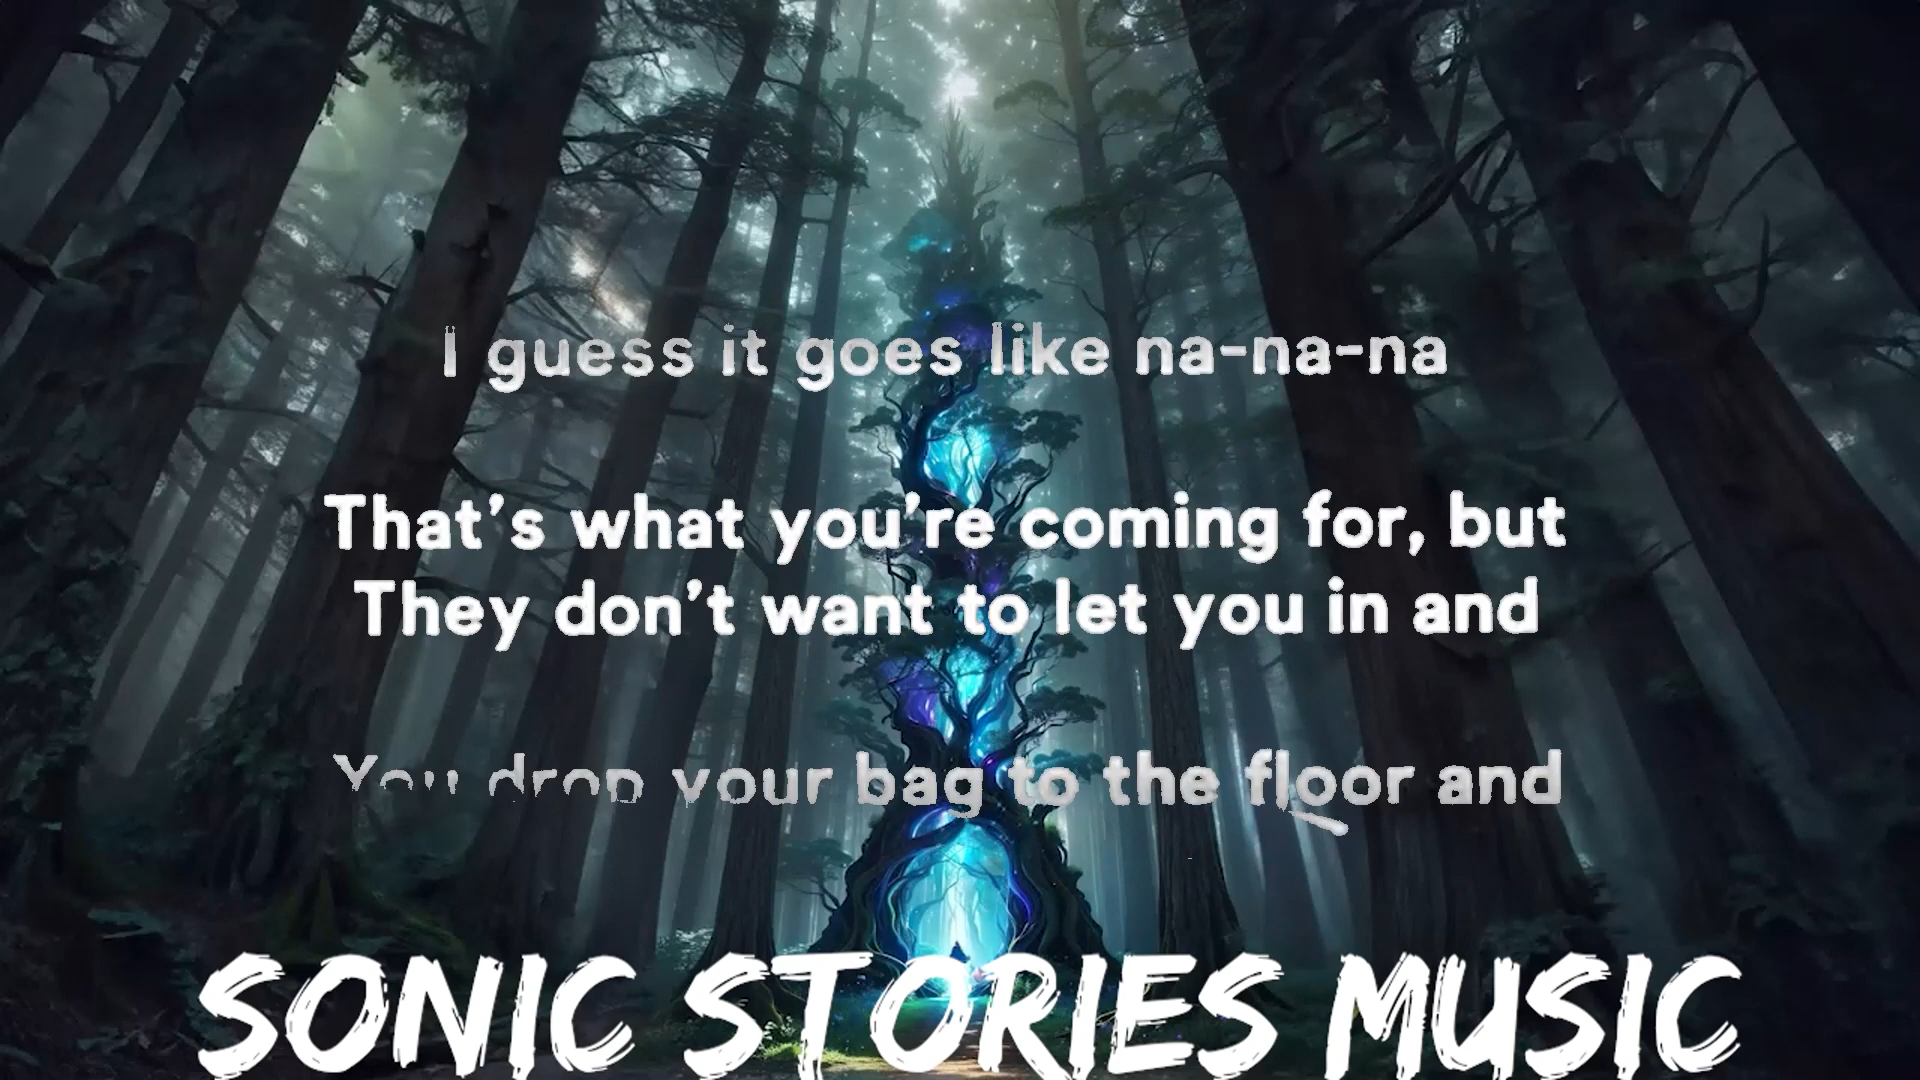 I guess it goes like na-na-na
That's what you're coming for, but
They don't want to let you in and
You drop your bag to the floor and
SONIC STORIES MUSIC